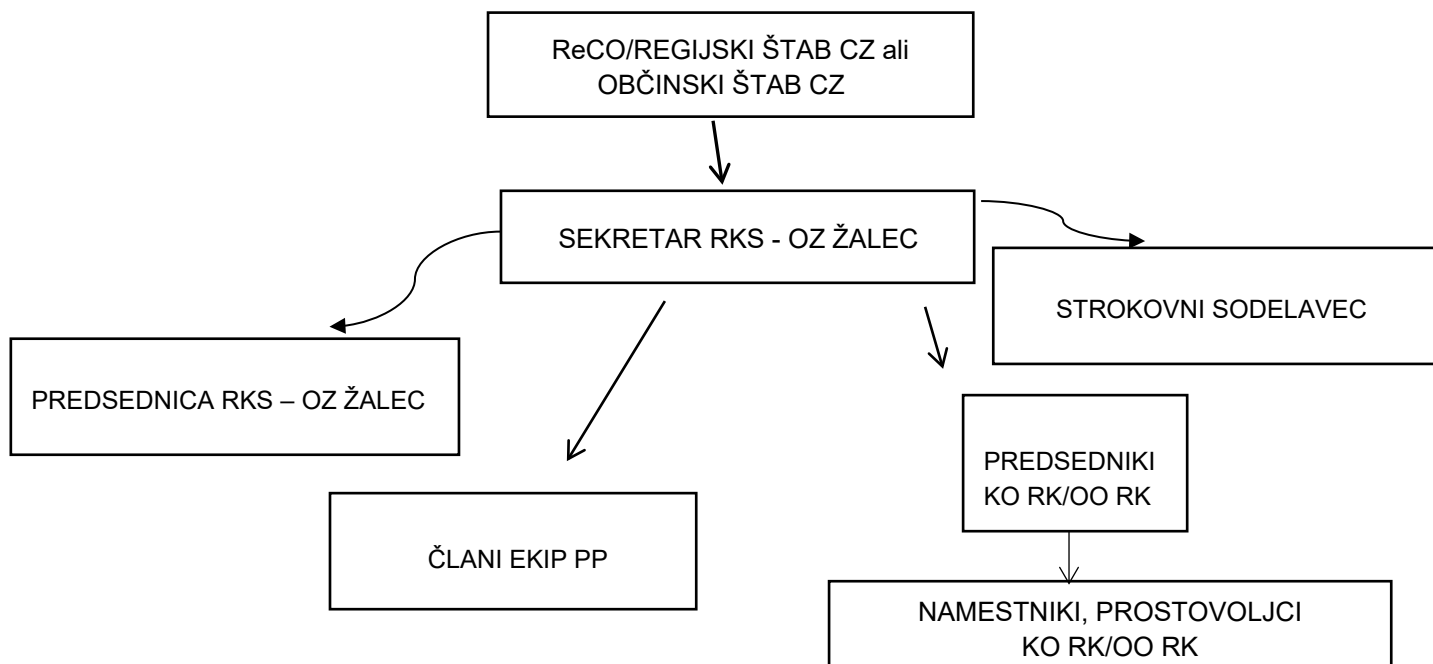 ReCO/REGIJSKI ŠTAB CZ ali
OBČINSKI ŠTAB CZ
SEKRETAR RKS - OZ ŽALEC
STROKOVNI SODELAVEC
PREDSEDNICA RKS – OZ ŽALEC
PREDSEDNIKI
KO RK/OO RK
ČLANI EKIP PP
NAMESTNIKI, PROSTOVOLJCI
KO RK/OO RK